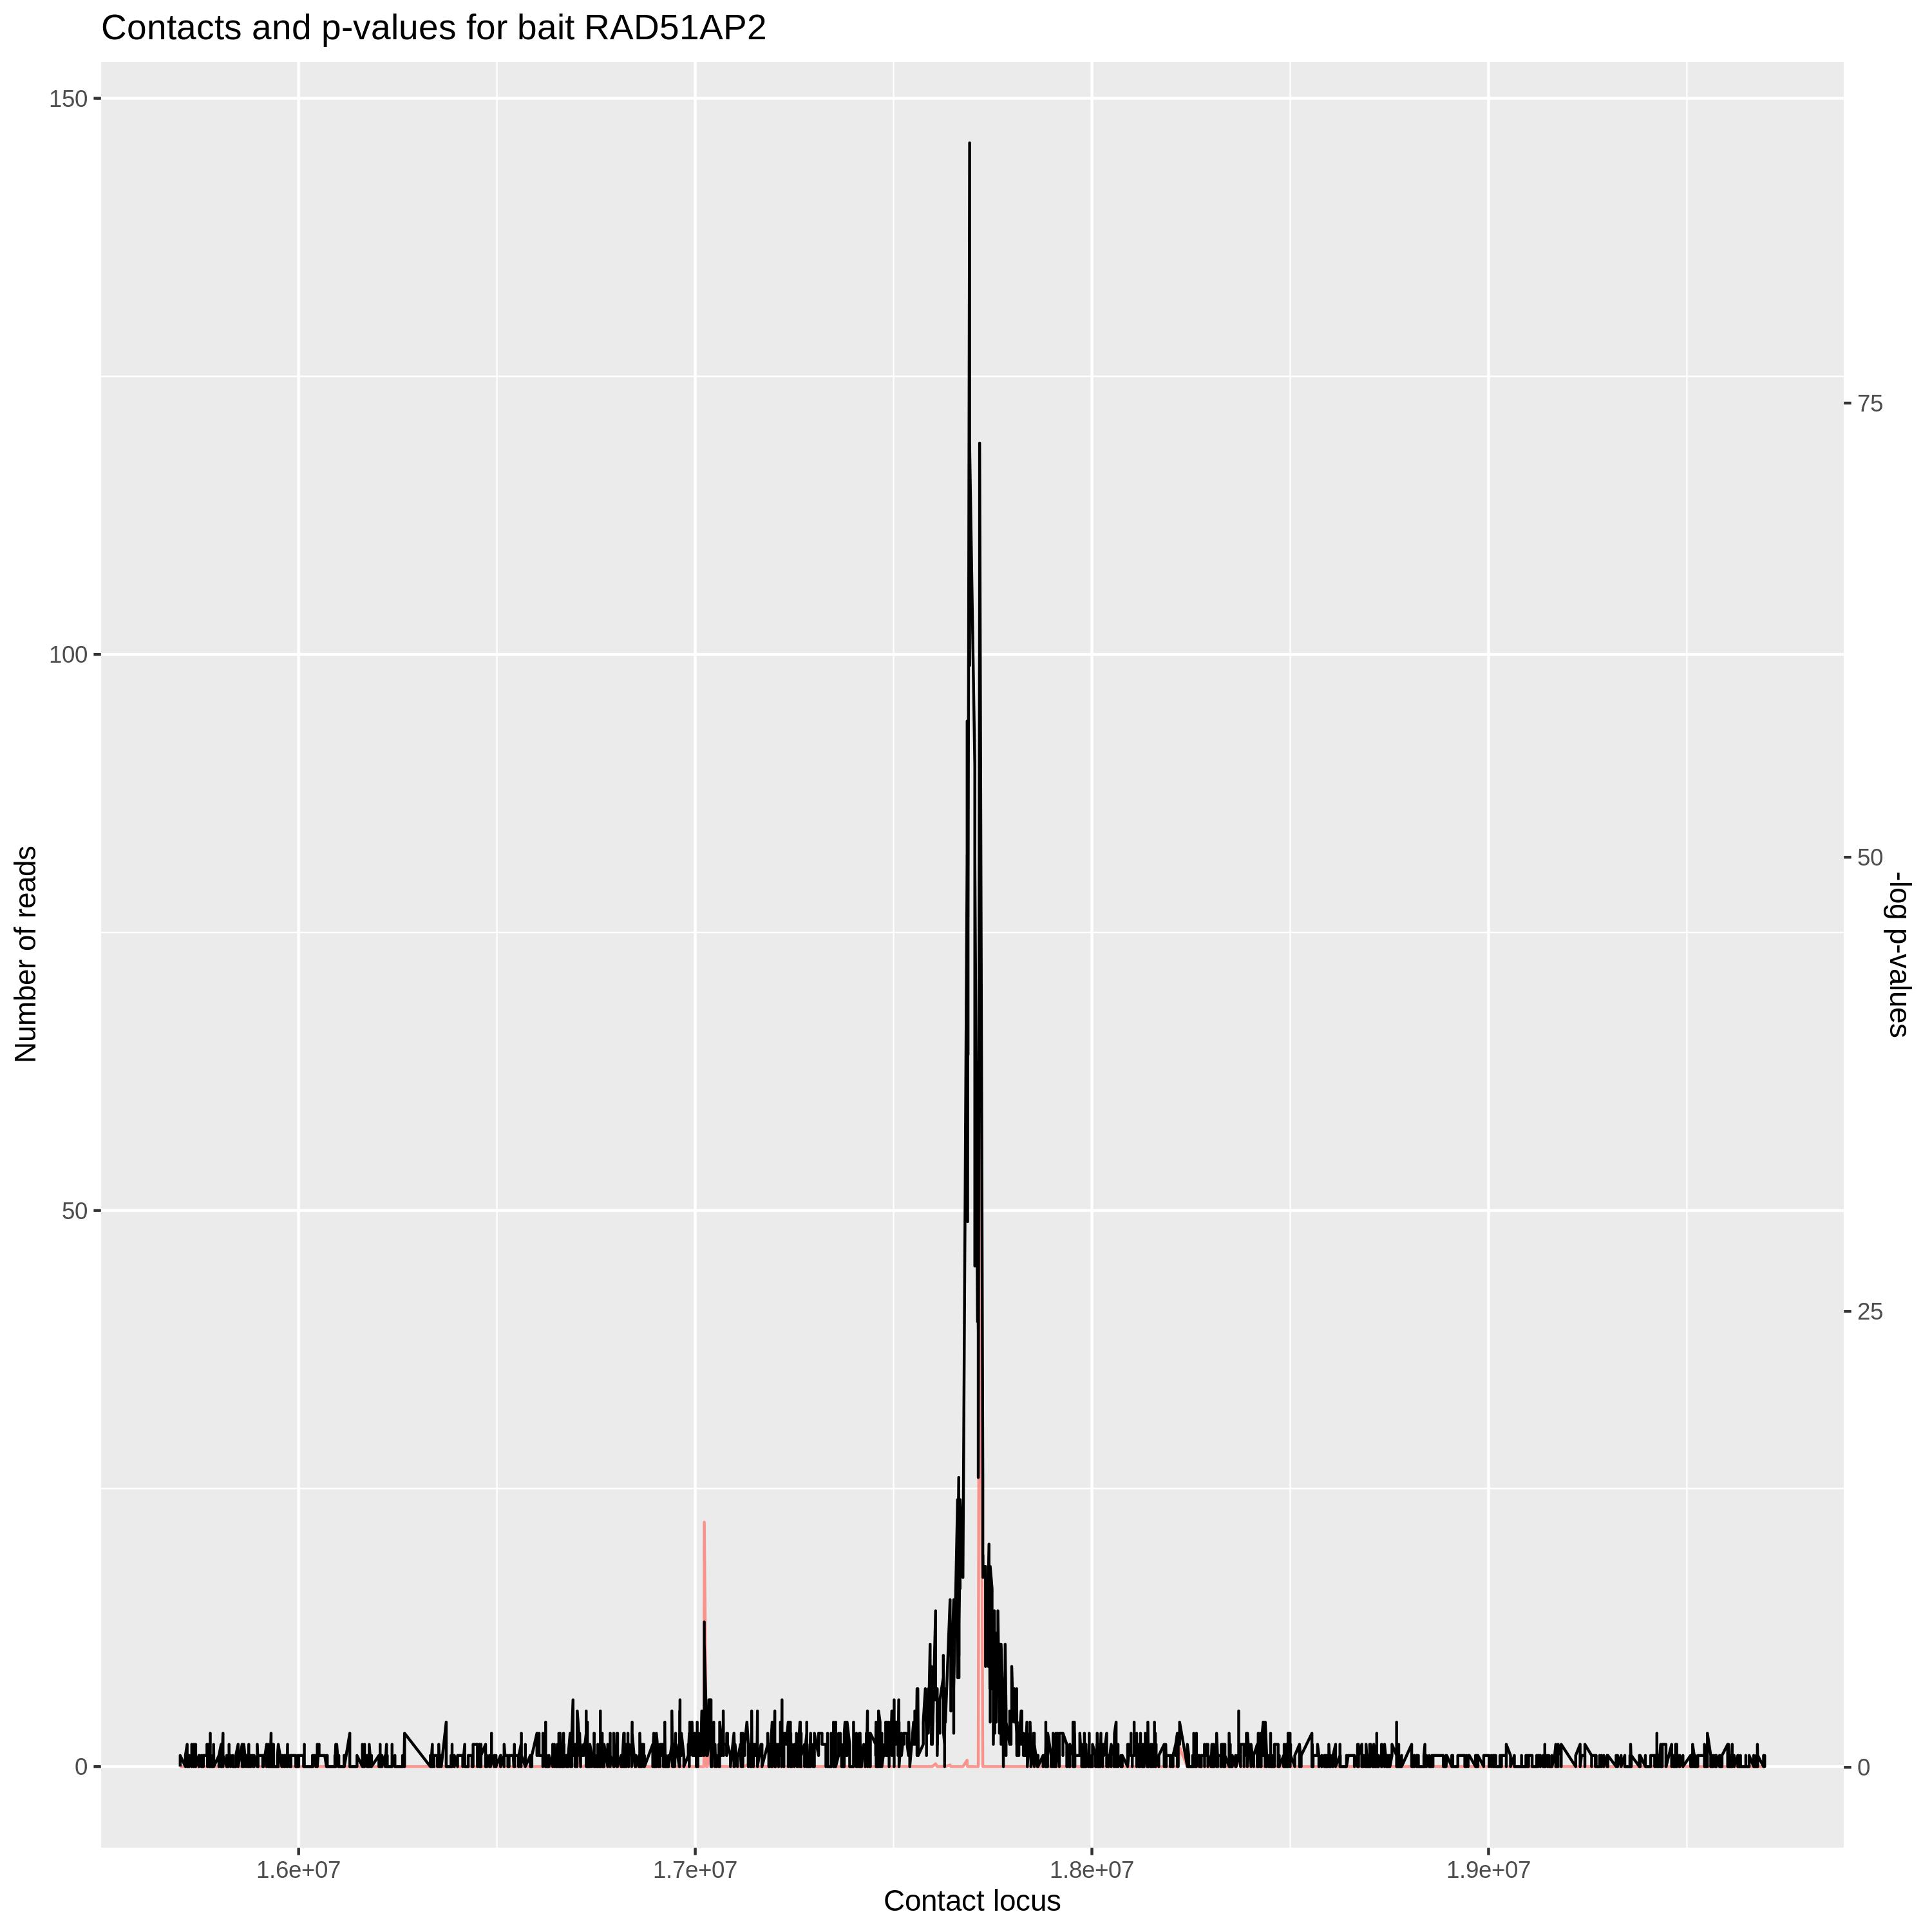 Contacts and p-values for bait RAD51AP2
150
100
50
0
Number of reads
75
50
25
0
-log p-values
1.6e+07 1.7e+07 1.8e+07 1.9e+07
Contact locus